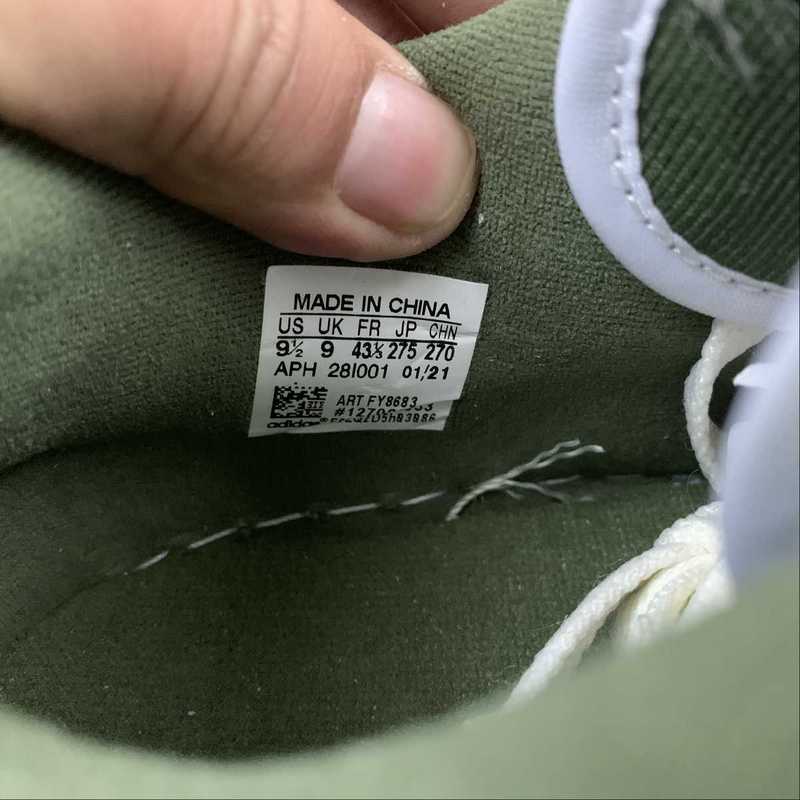 MADE IN CHINA
US UK FR JP CHN
9½ 9 43⅓ 275 270
APH 28I001 01/21
ART FY8683
adidas®